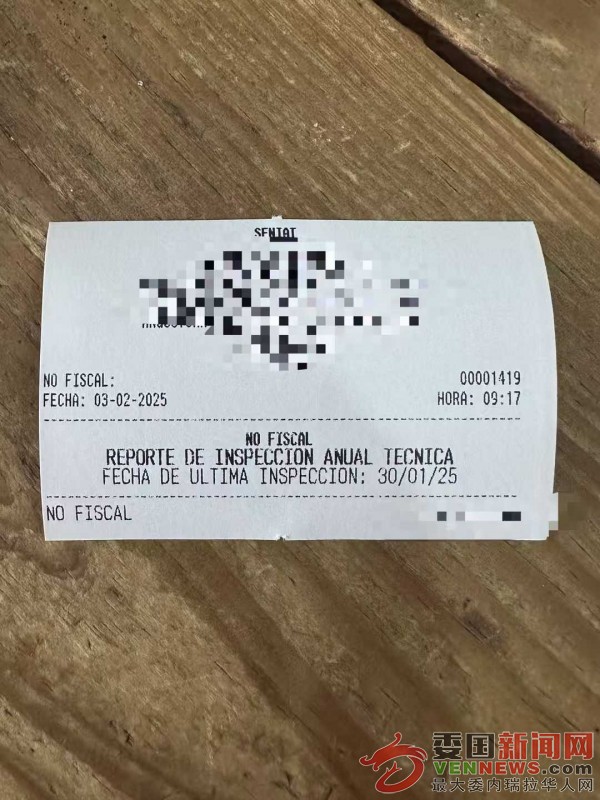 SENIAT
NO FISCAL: 00001419
FECHA: 03-02-2025 HORA: 09:17
NO FISCAL
REPORTE DE INSPECCION ANUAL TECNICA
FECHA DE ULTIMA INSPECCION: 30/01/25
NO FISCAL
委国新闻网
VENNEWS.com
最大委内瑞拉华人网